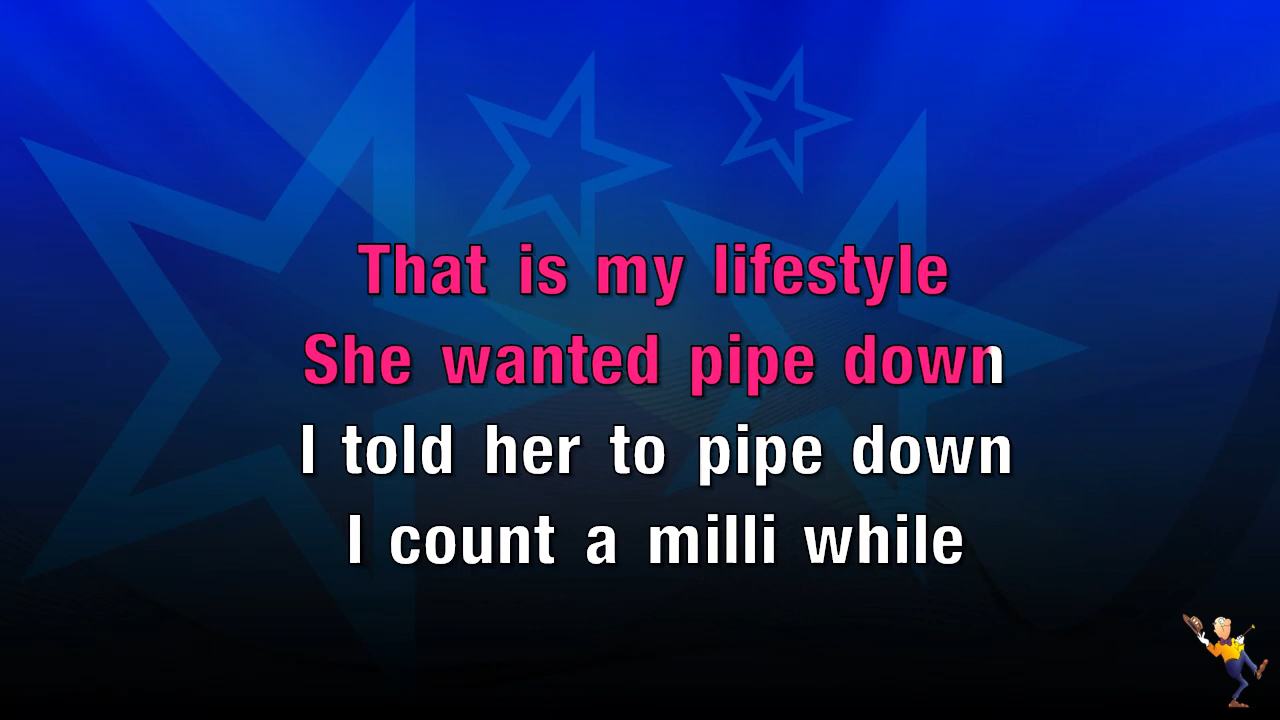 That is my lifestyle
She wanted pipe down
I told her to pipe down
I count a milli while